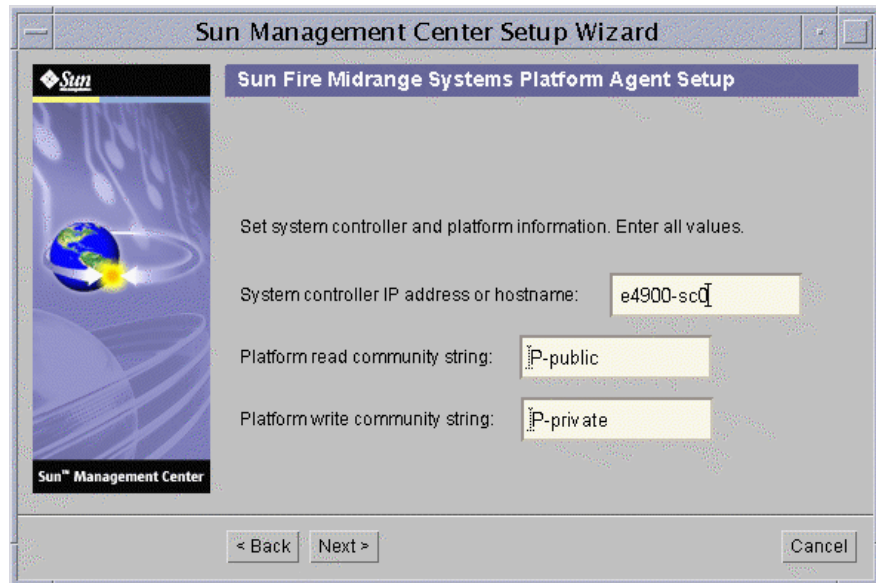 Sun Management Center Setup Wizard
Sun
Sun Fire Midrange Systems Platform Agent Setup
Set system controller and platform information. Enter all values.
System controller IP address or hostname: e4900-sc0
Platform read community string: P-public
Platform write community string: P-private
Sun™ Management Center
< Back Next > Cancel